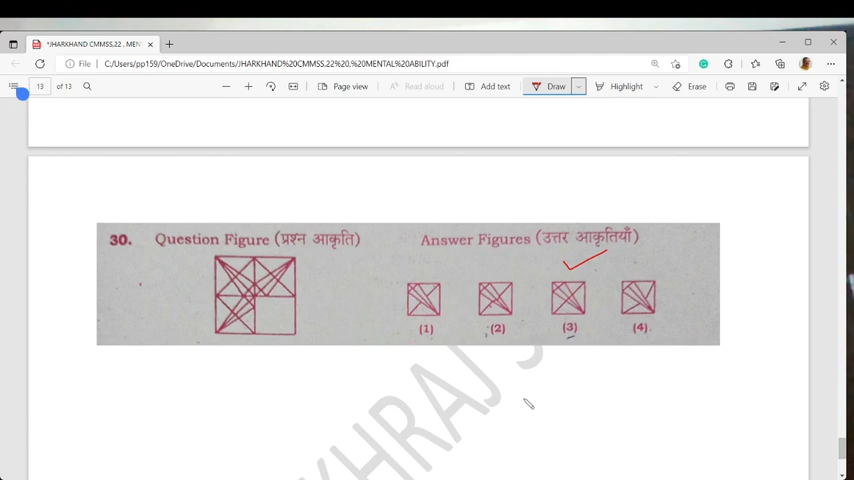 *JHARKHAND CMMSS,22 , MEN
File
C:/Users/pp159/OneDrive/Documents/JHARKHAND%20CMMSS,22%20.%20MENTAL%20ABILITY.pdf
13 of 13
Page view
Read aloud
Add text
Draw
Highlight
Erase
30. Question Figure (प्रश्न आकृति)
Answer Figures (उत्तर आकृतियाँ)
(1) (2) (3) (4)
KHRAJ S